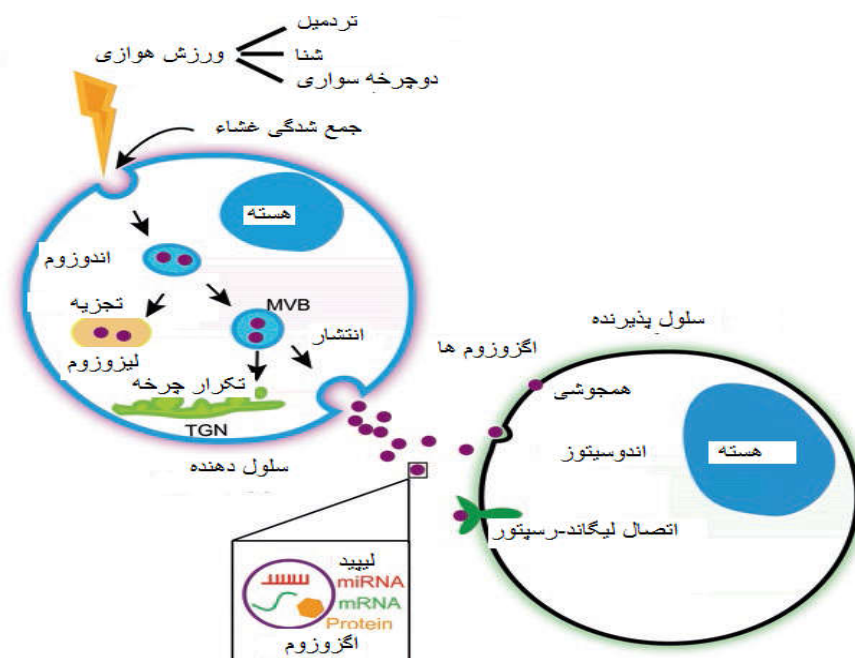 تردمیل
ورزش هوازی
شنا
دوچرخه سواری
جمع شدگی غشاء
هسته
اندوزوم
تجزیه
MVB
لیزوزوم
انتشار
تکرار چرخه
TGN
سلول دهنده
اگزوزوم ها
سلول پذیرنده
همجوشی
اندوسیتوز
هسته
اتصال لیگاند-رسپتور
لیپید
miRNA
mRNA
Protein
اگزوزوم